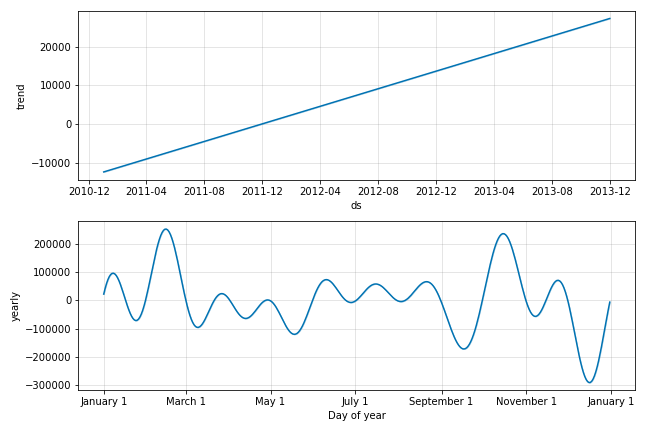 20000
10000
0
−10000
trend
2010-12 2011-04 2011-08 2011-12 2012-04 2012-08 2012-12 2013-04 2013-08 2013-12
ds
200000
100000
0
−100000
−200000
−300000
yearly
January 1 March 1 May 1 July 1 September 1 November 1 January 1
Day of year